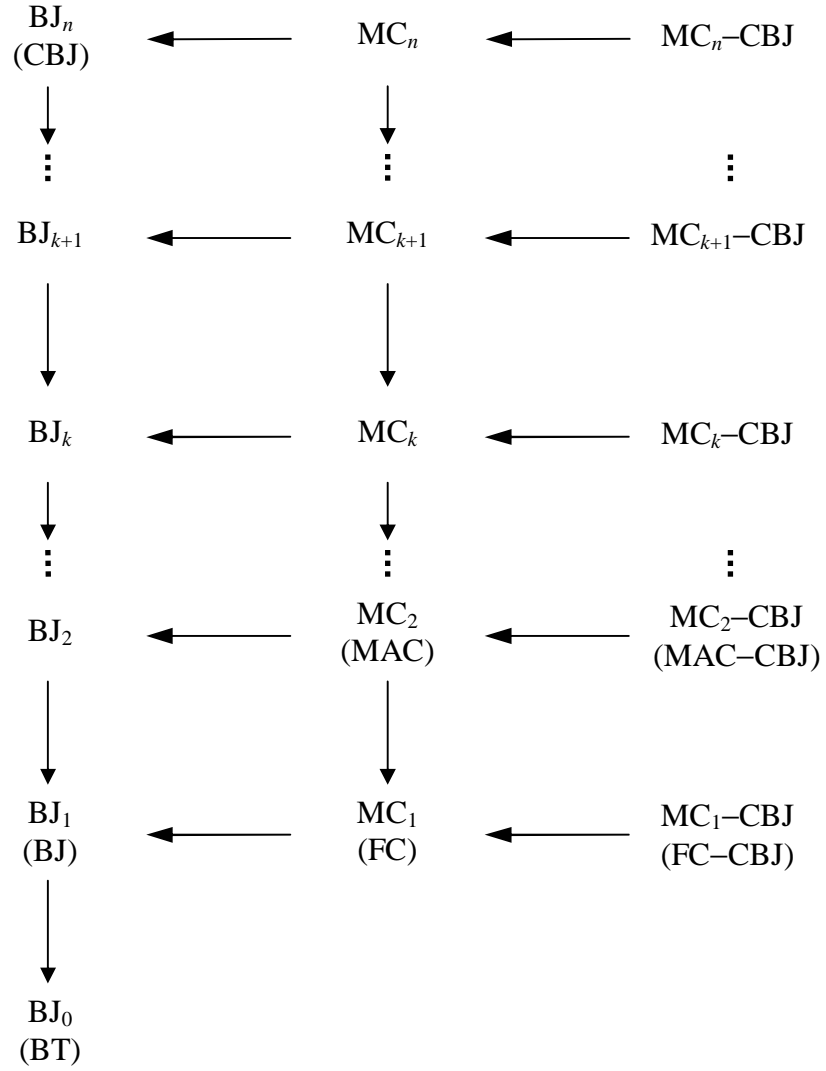 BJₙ MCₙ MCₙ–CBJ
(CBJ)
⋮ ⋮ ⋮
BJₖ₊₁ MCₖ₊₁ MCₖ₊₁–CBJ
BJₖ MCₖ MCₖ–CBJ
⋮ ⋮ ⋮
BJ₂ MC₂ MC₂–CBJ
(MAC) (MAC–CBJ)
BJ₁ MC₁ MC₁–CBJ
(BJ) (FC) (FC–CBJ)
BJ₀
(BT)